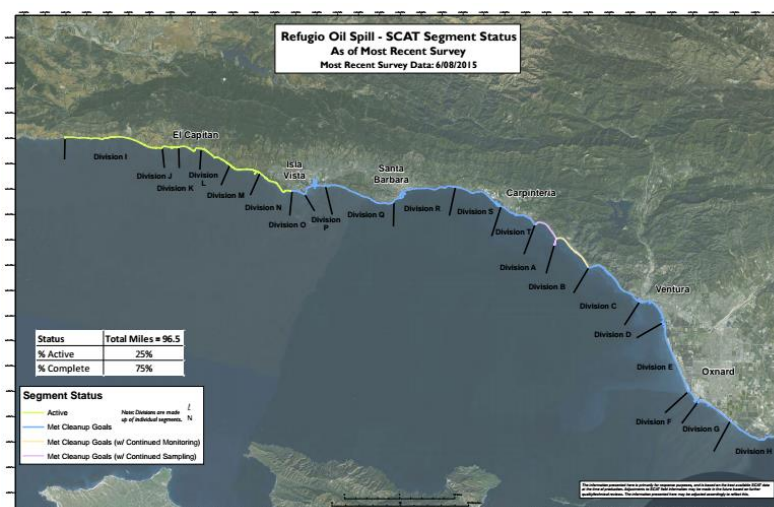 Refugio Oil Spill - SCAT Segment Status
As of Most Recent Survey
Most Recent Survey Data: 6/08/2015
El Capitan
Isla
Vista
Santa
Barbara
Carpinteria
Ventura
Oxnard
Division I
Division J
Division K
Division
L
Division M
Division N
Division O
Division
P
Division Q
Division R
Division S
Division T
Division A
Division B
Division C
Division D
Division E
Division F
Division G
Division H
Status Total Miles = 96.5
% Active 25%
% Complete 75%
Segment Status
Active
Note: Divisions are made
up of individual segments.
N
Met Cleanup Goals
Met Cleanup Goals (w/ Continued Monitoring)
Met Cleanup Goals (w/ Continued Sampling)